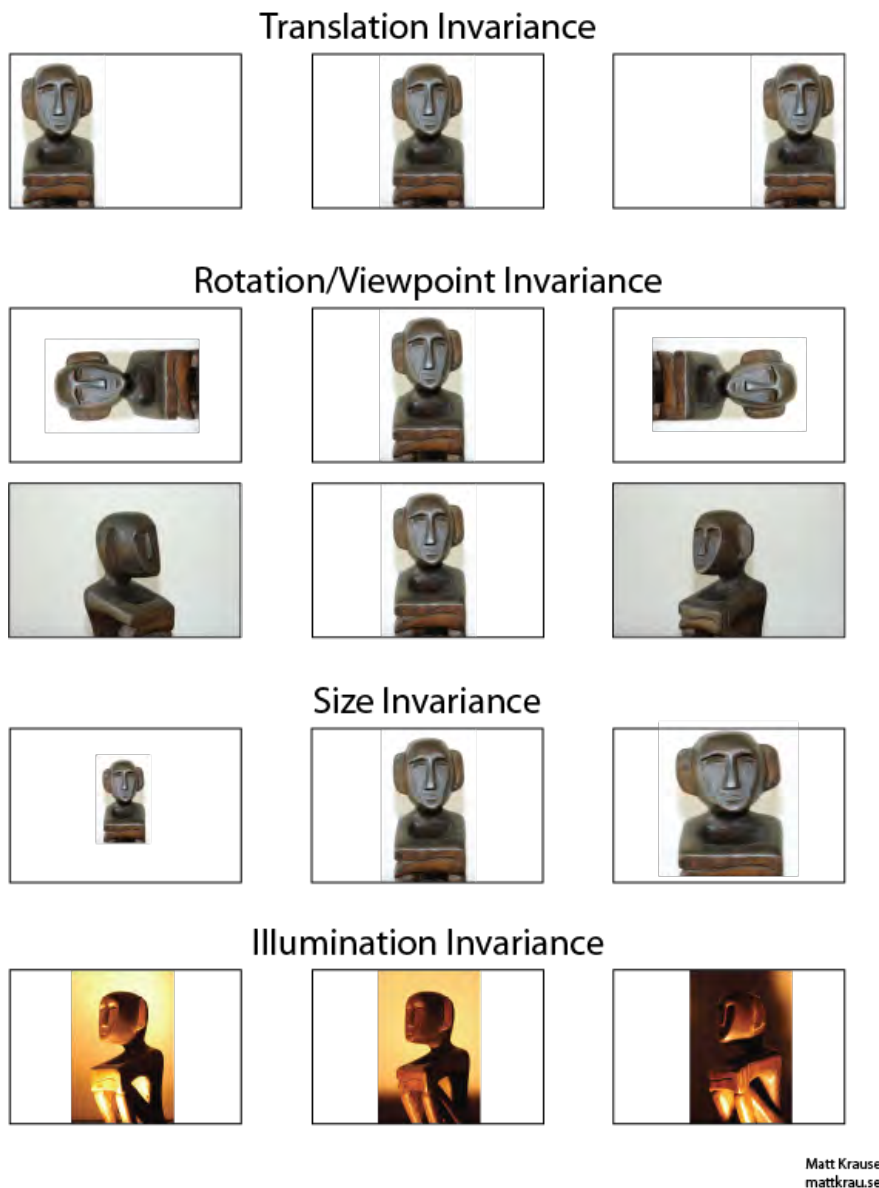 Translation Invariance
Rotation/Viewpoint Invariance
Size Invariance
Illumination Invariance
Matt Krause
mattkrau.se